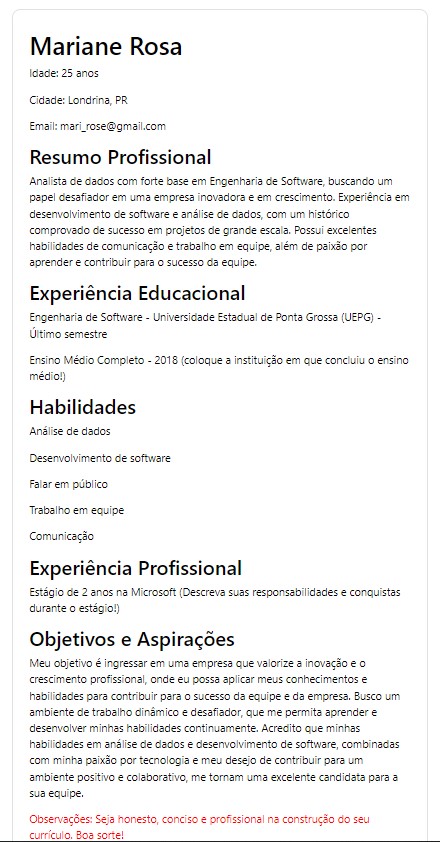 Mariane Rosa
Idade: 25 anos
Cidade: Londrina, PR
Email: mari_rose@gmail.com
Resumo Profissional
Analista de dados com forte base em Engenharia de Software, buscando um
papel desafiador em uma empresa inovadora e em crescimento. Experiência em
desenvolvimento de software e análise de dados, com um histórico
comprovado de sucesso em projetos de grande escala. Possui excelentes
habilidades de comunicação e trabalho em equipe, além de paixão por
aprender e contribuir para o sucesso da equipe.
Experiência Educacional
Engenharia de Software - Universidade Estadual de Ponta Grossa (UEPG) -
Último semestre
Ensino Médio Completo - 2018 (coloque a instituição em que concluiu o ensino
médio!)
Habilidades
Análise de dados
Desenvolvimento de software
Falar em público
Trabalho em equipe
Comunicação
Experiência Profissional
Estágio de 2 anos na Microsoft (Descreva suas responsabilidades e conquistas
durante o estágio!)
Objetivos e Aspirações
Meu objetivo é ingressar em uma empresa que valorize a inovação e o
crescimento profissional, onde eu possa aplicar meus conhecimentos e
habilidades para contribuir para o sucesso da equipe e da empresa. Busco um
ambiente de trabalho dinâmico e desafiador, que me permita aprender e
desenvolver minhas habilidades continuamente. Acredito que minhas
habilidades em análise de dados e desenvolvimento de software, combinadas
com minha paixão por tecnologia e meu desejo de contribuir para um
ambiente positivo e colaborativo, me tornam uma excelente candidata para a
sua equipe.
Observações: Seja honesto, conciso e profissional na construção do seu
currículo. Boa sorte!